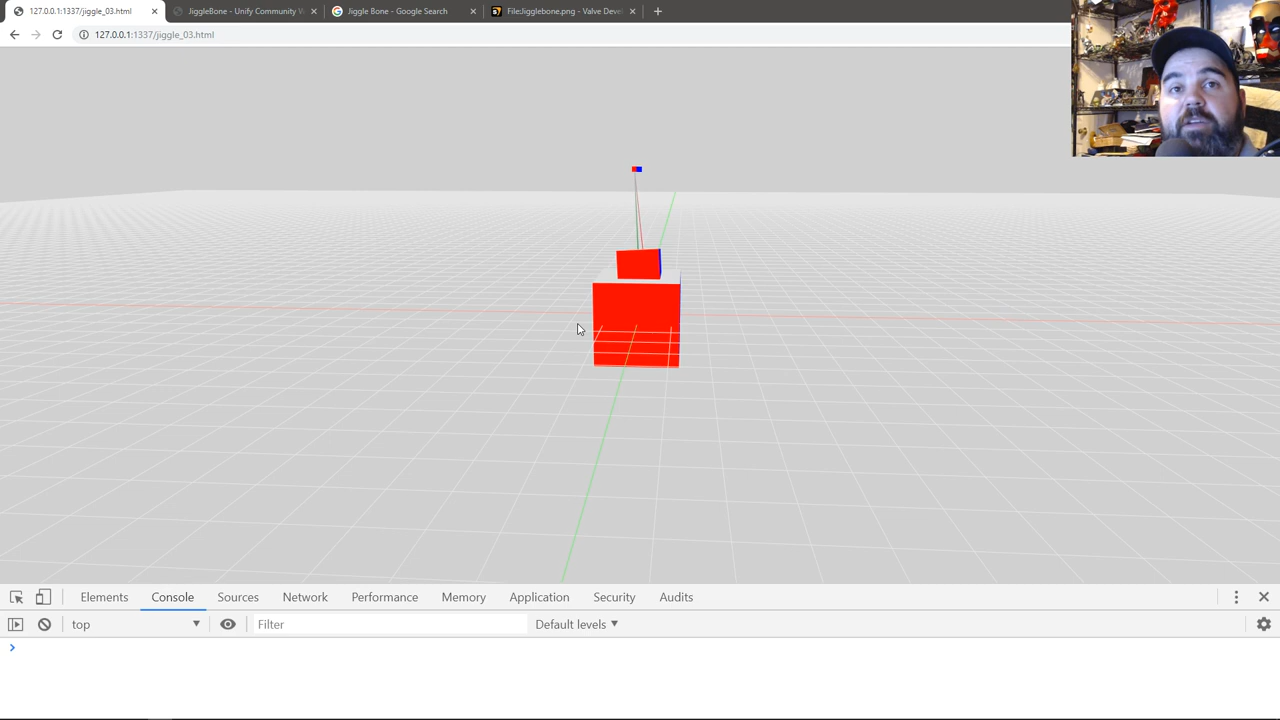 127.0.0.1:1337/jiggle_03.html
JiggleBone - Unify Community W
Jiggle Bone - Google Search
File:Jigglebone.png - Valve Devel
127.0.0.1:1337/jiggle_03.html
Elements
Console
Sources
Network
Performance
Memory
Application
Security
Audits
top
Filter
Default levels